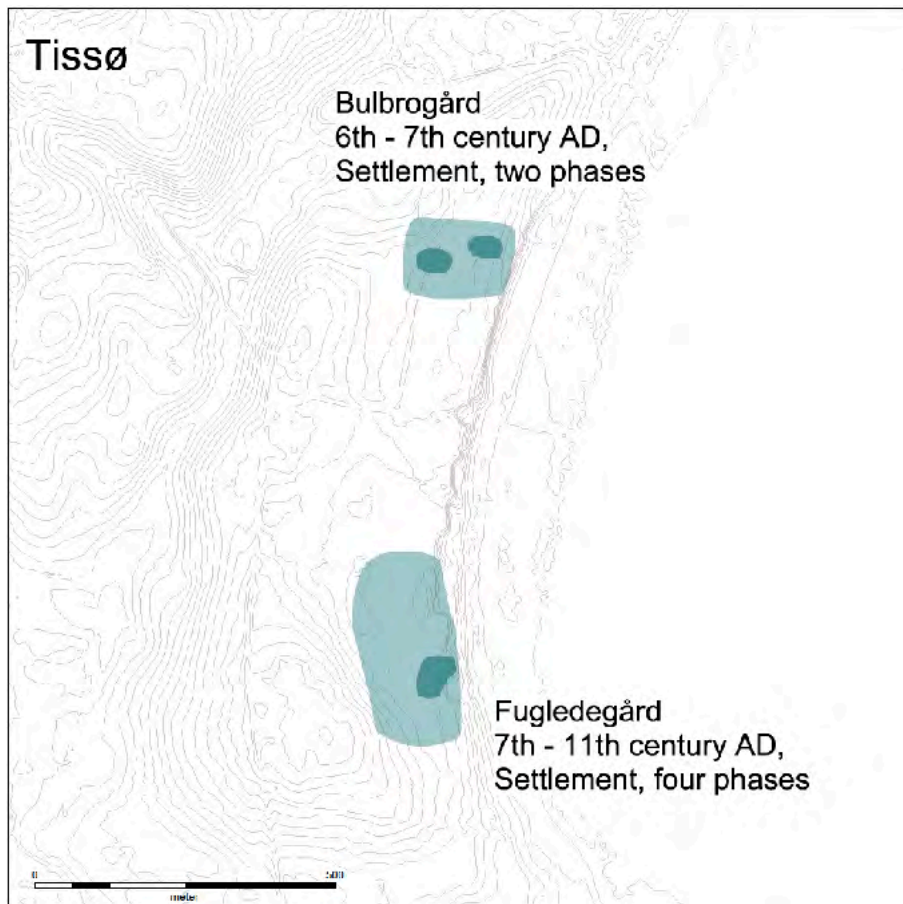 Tissø
Bulbrogård
6th - 7th century AD,
Settlement, two phases
Fugledegård
7th - 11th century AD,
Settlement, four phases
0 500
meter